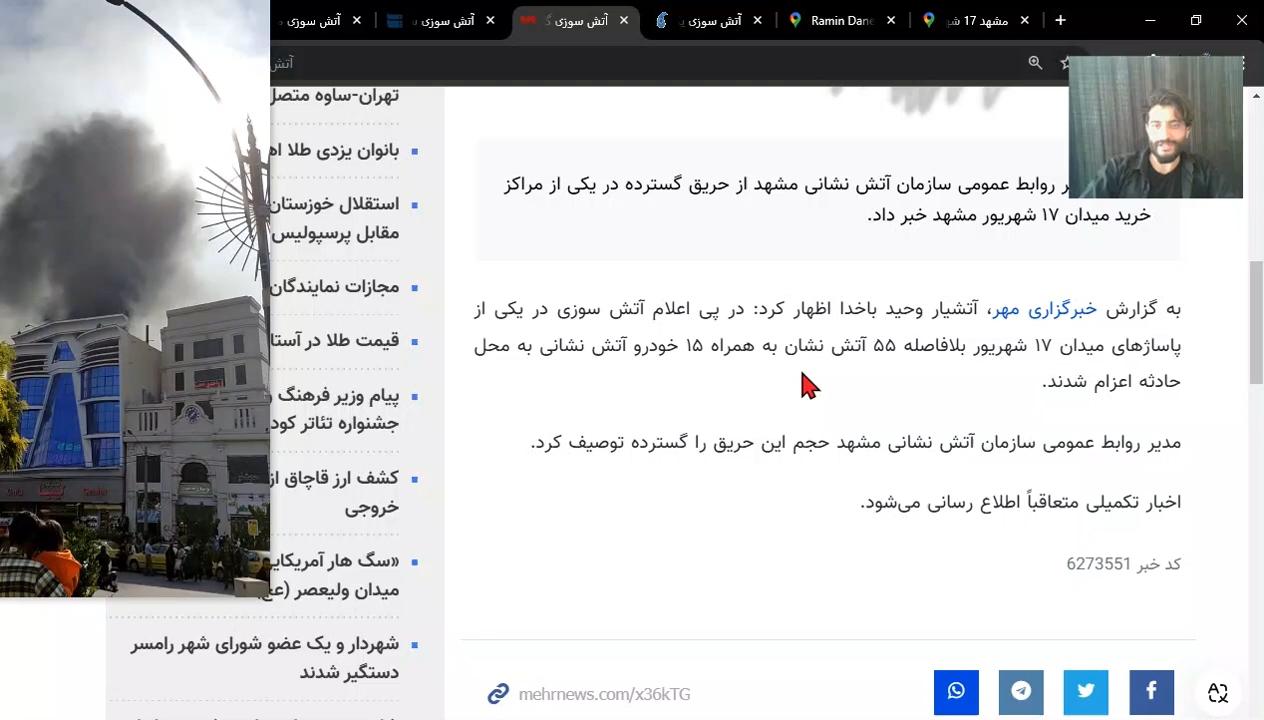 آتش سوزی
آتش سوزی
آتش سوزی
آتش سوزی
Ramin Dane
مشهد 17
آتش
تهران-ساوه متصل
بانوان یزدی طلا
استقلال خوزستان
مقابل پرسپولیس
مجازات نمایندگان
قیمت طلا در
پیام وزیر فرهنگ و
جشنواره تئاتر
کشف ارز قاچاق از
خروجی
«سگ هار آمریکایی
میدان ولیعصر
شهردار و یک عضو شورای شهر رامسر
دستگیر شدند
روابط عمومی سازمان آتش نشانی مشهد از حریق گسترده در یکی از مراکز
خرید میدان ۱۷ شهریور مشهد خبر داد.
به گزارش خبرگزاری مهر، آتشیار وحید باخدا اظهار کرد: در پی اعلام آتش سوزی در یکی از
پاساژهای میدان ۱۷ شهریور بلافاصله ۵۵ آتش نشان به همراه ۱۵ خودرو آتش نشانی به محل
حادثه اعزام شدند.
مدیر روابط عمومی سازمان آتش نشانی مشهد حجم این حریق را گسترده توصیف کرد.
اخبار تکمیلی متعاقباً اطلاع رسانی می‌شود.
کد خبر 6273551
mehrnews.com/x36kTG